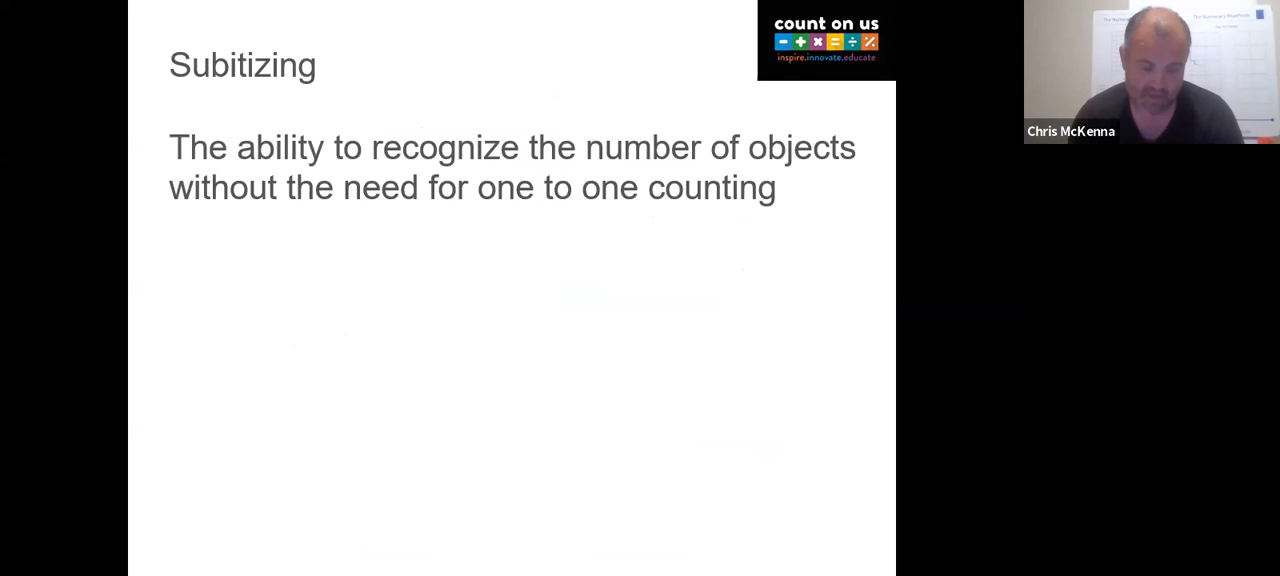 Subitizing
The ability to recognize the number of objects
without the need for one to one counting
count on us
− + × = ÷ %
inspire.innovate.educate
Chris McKenna